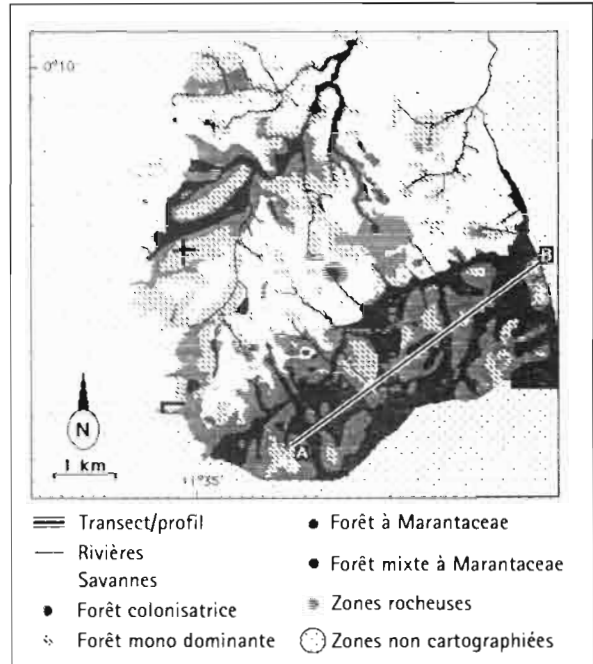 0°10
B
A
N
1 km
11°35
Transect/profil
Rivières
Savannes
Forêt colonisatrice
Forêt mono dominante
Forêt à Marantaceae
Forêt mixte à Marantaceae
Zones rocheuses
Zones non cartographiées